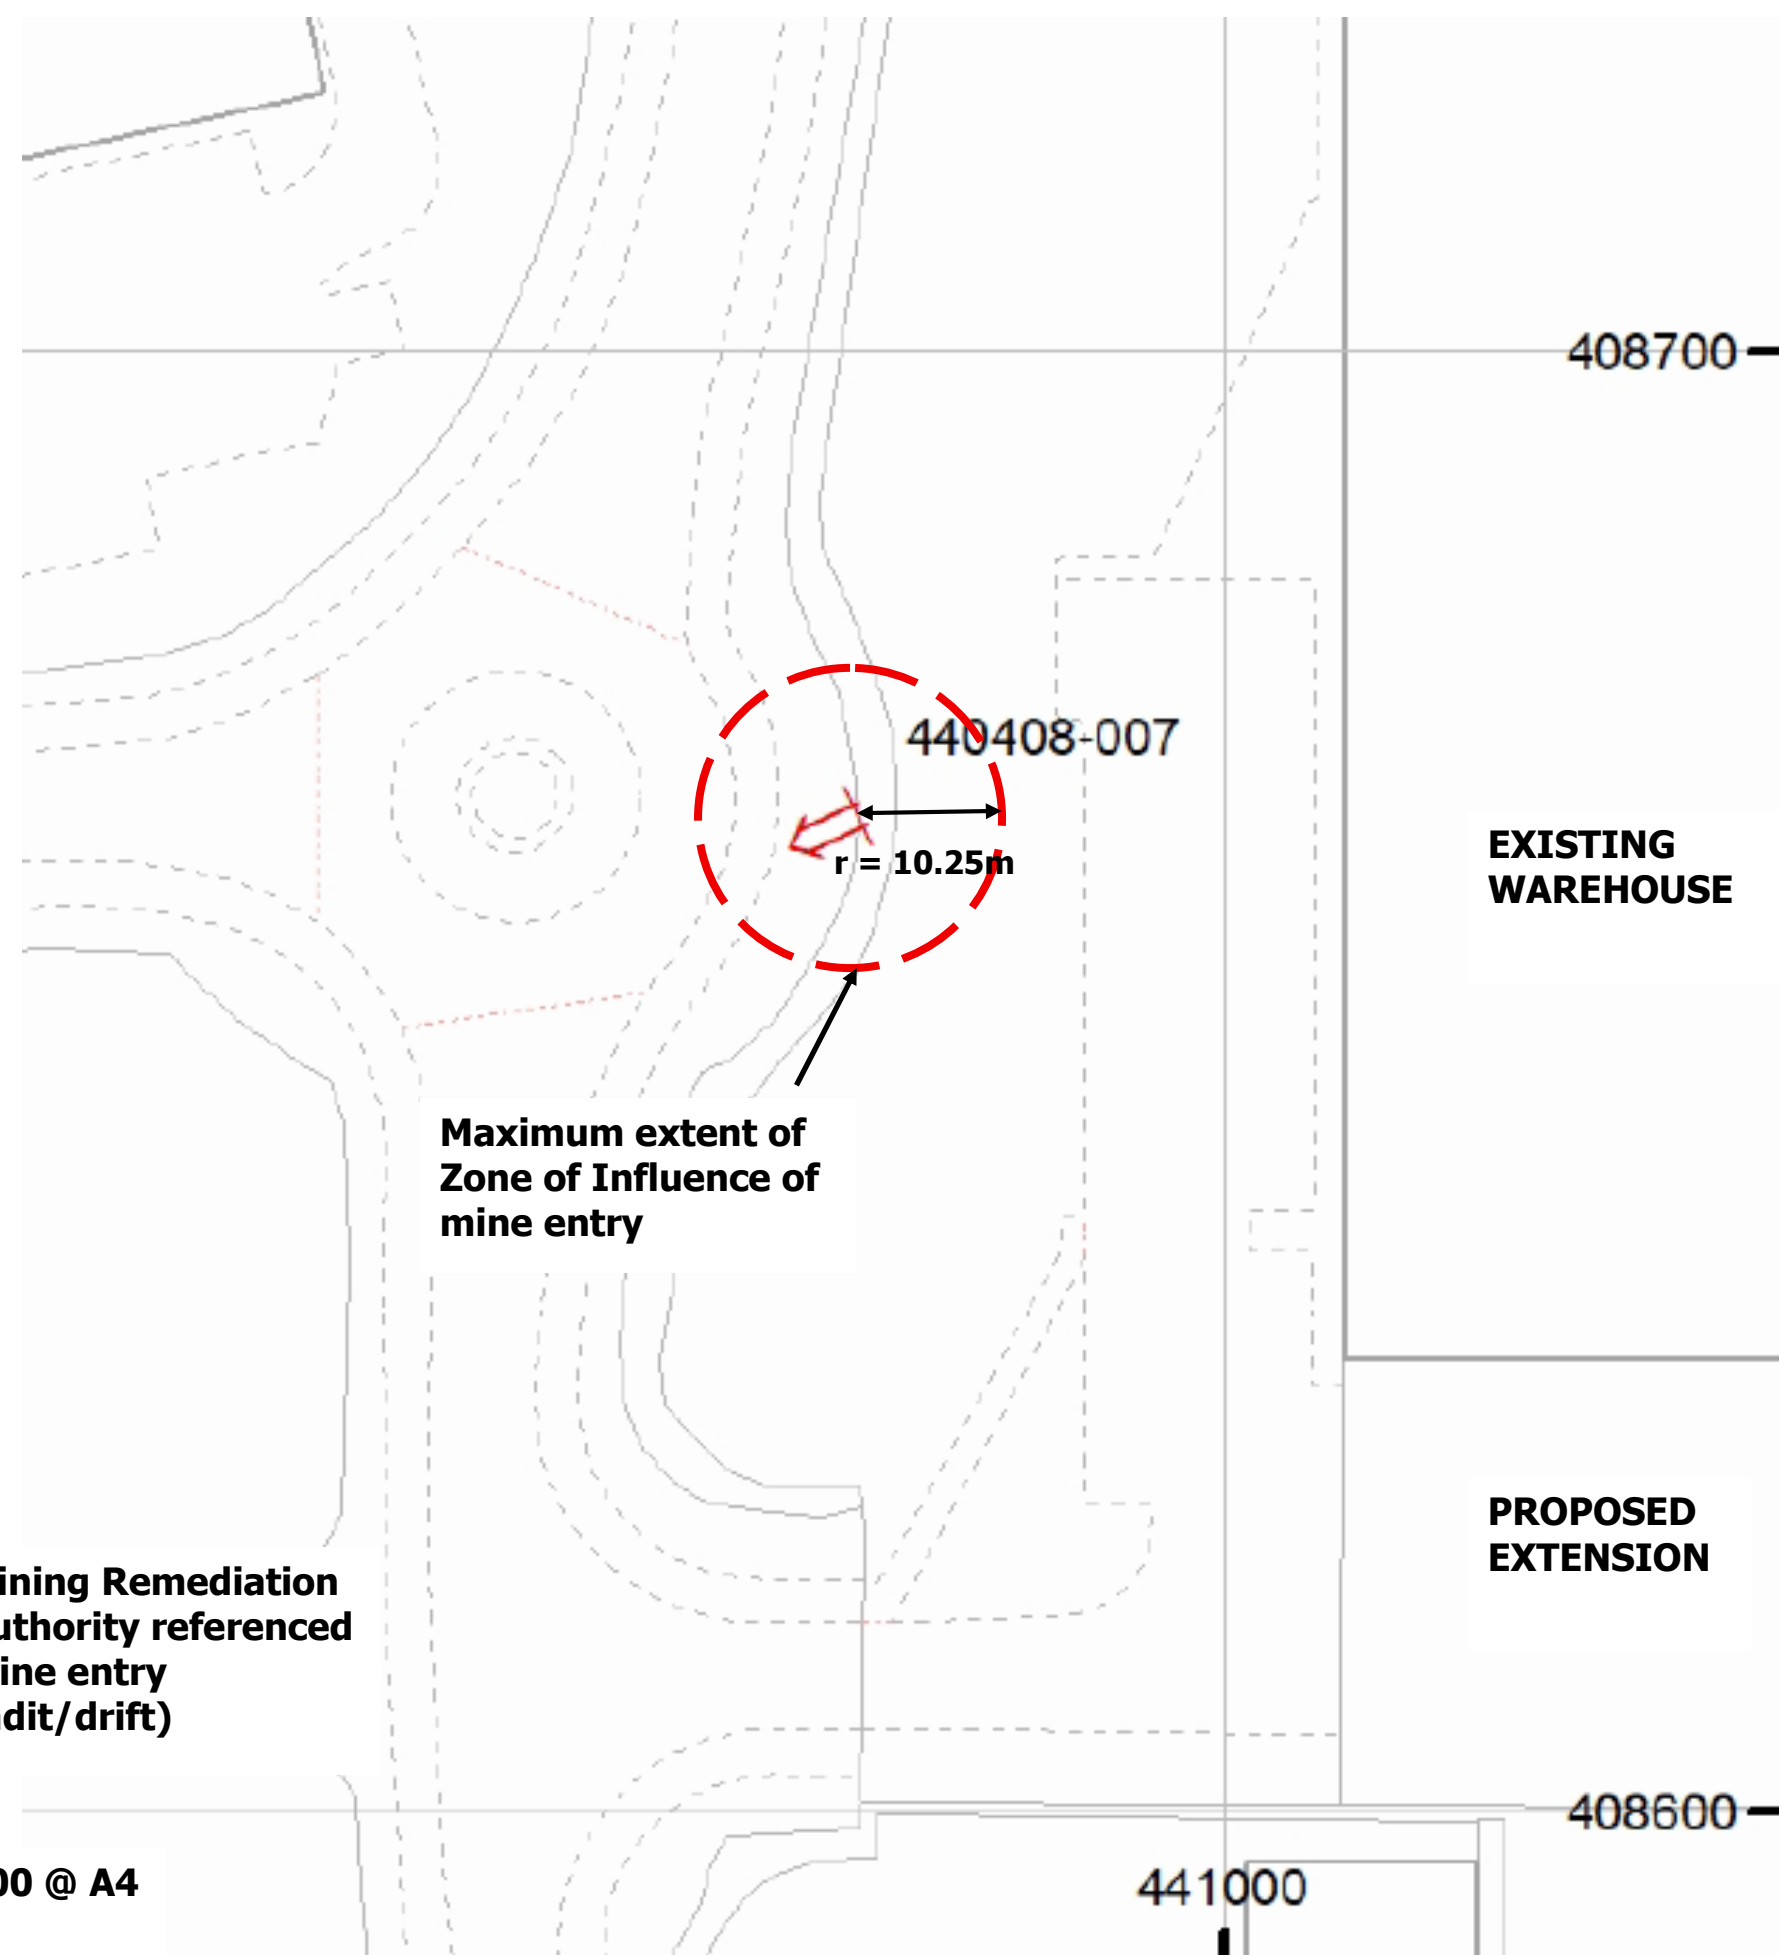 408700
440408-007
r = 10.25m
EXISTING
WAREHOUSE
Maximum extent of
Zone of Influence of
mine entry
PROPOSED
EXTENSION
ining Remediation
uthority referenced
ine entry
dit/drift)
408600
00 @ A4
441000